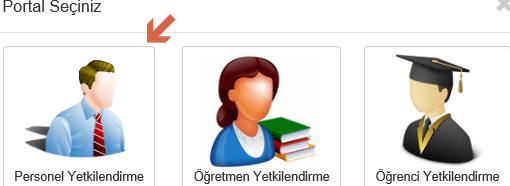 Portal Seçiniz
Personel Yetkilendirme
Öğretmen Yetkilendirme
Öğrenci Yetkilendirme